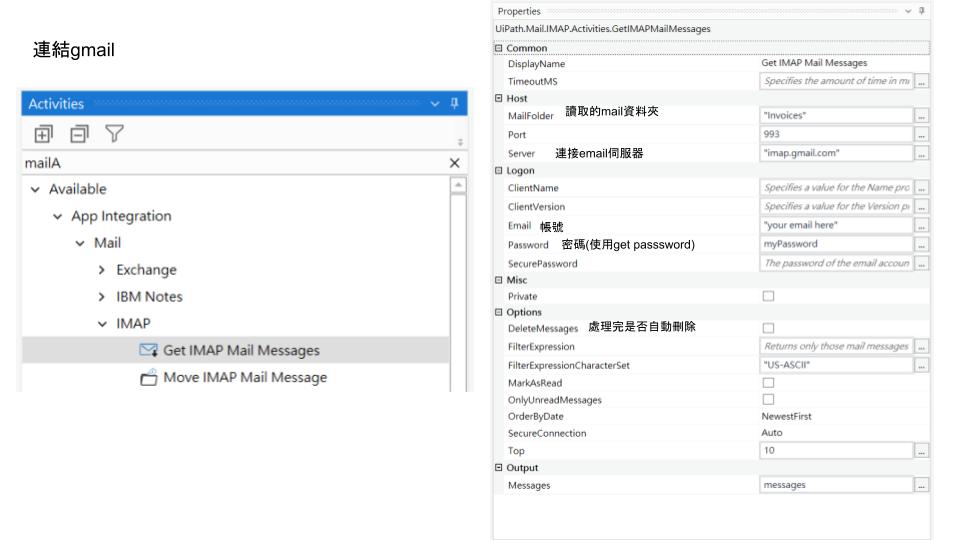 連結gmail
Activities
mailA
Available
App Integration
Mail
Exchange
IBM Notes
IMAP
Get IMAP Mail Messages
Move IMAP Mail Message
Properties
UiPath.Mail.IMAP.Activities.GetIMAPMailMessages
Common
DisplayName Get IMAP Mail Messages
TimeoutMS Specifies the amount of time in mi ...
Host
MailFolder 讀取的mail資料夾 "Invoices" ...
Port 993 ...
Server 連接email伺服器 "imap.gmail.com" ...
Logon
ClientName Specifies a value for the Name pro ...
ClientVersion Specifies a value for the Version p ...
Email 帳號 "your email here" ...
Password 密碼(使用get passsword) myPassword ...
SecurePassword The password of the email accoun ...
Misc
Private
Options
DeleteMessages 處理完是否自動刪除
FilterExpression Returns only those mail messages ...
FilterExpressionCharacterSet "US-ASCII" ...
MarkAsRead
OnlyUnreadMessages
OrderByDate NewestFirst
SecureConnection Auto
Top 10 ...
Output
Messages messages ...